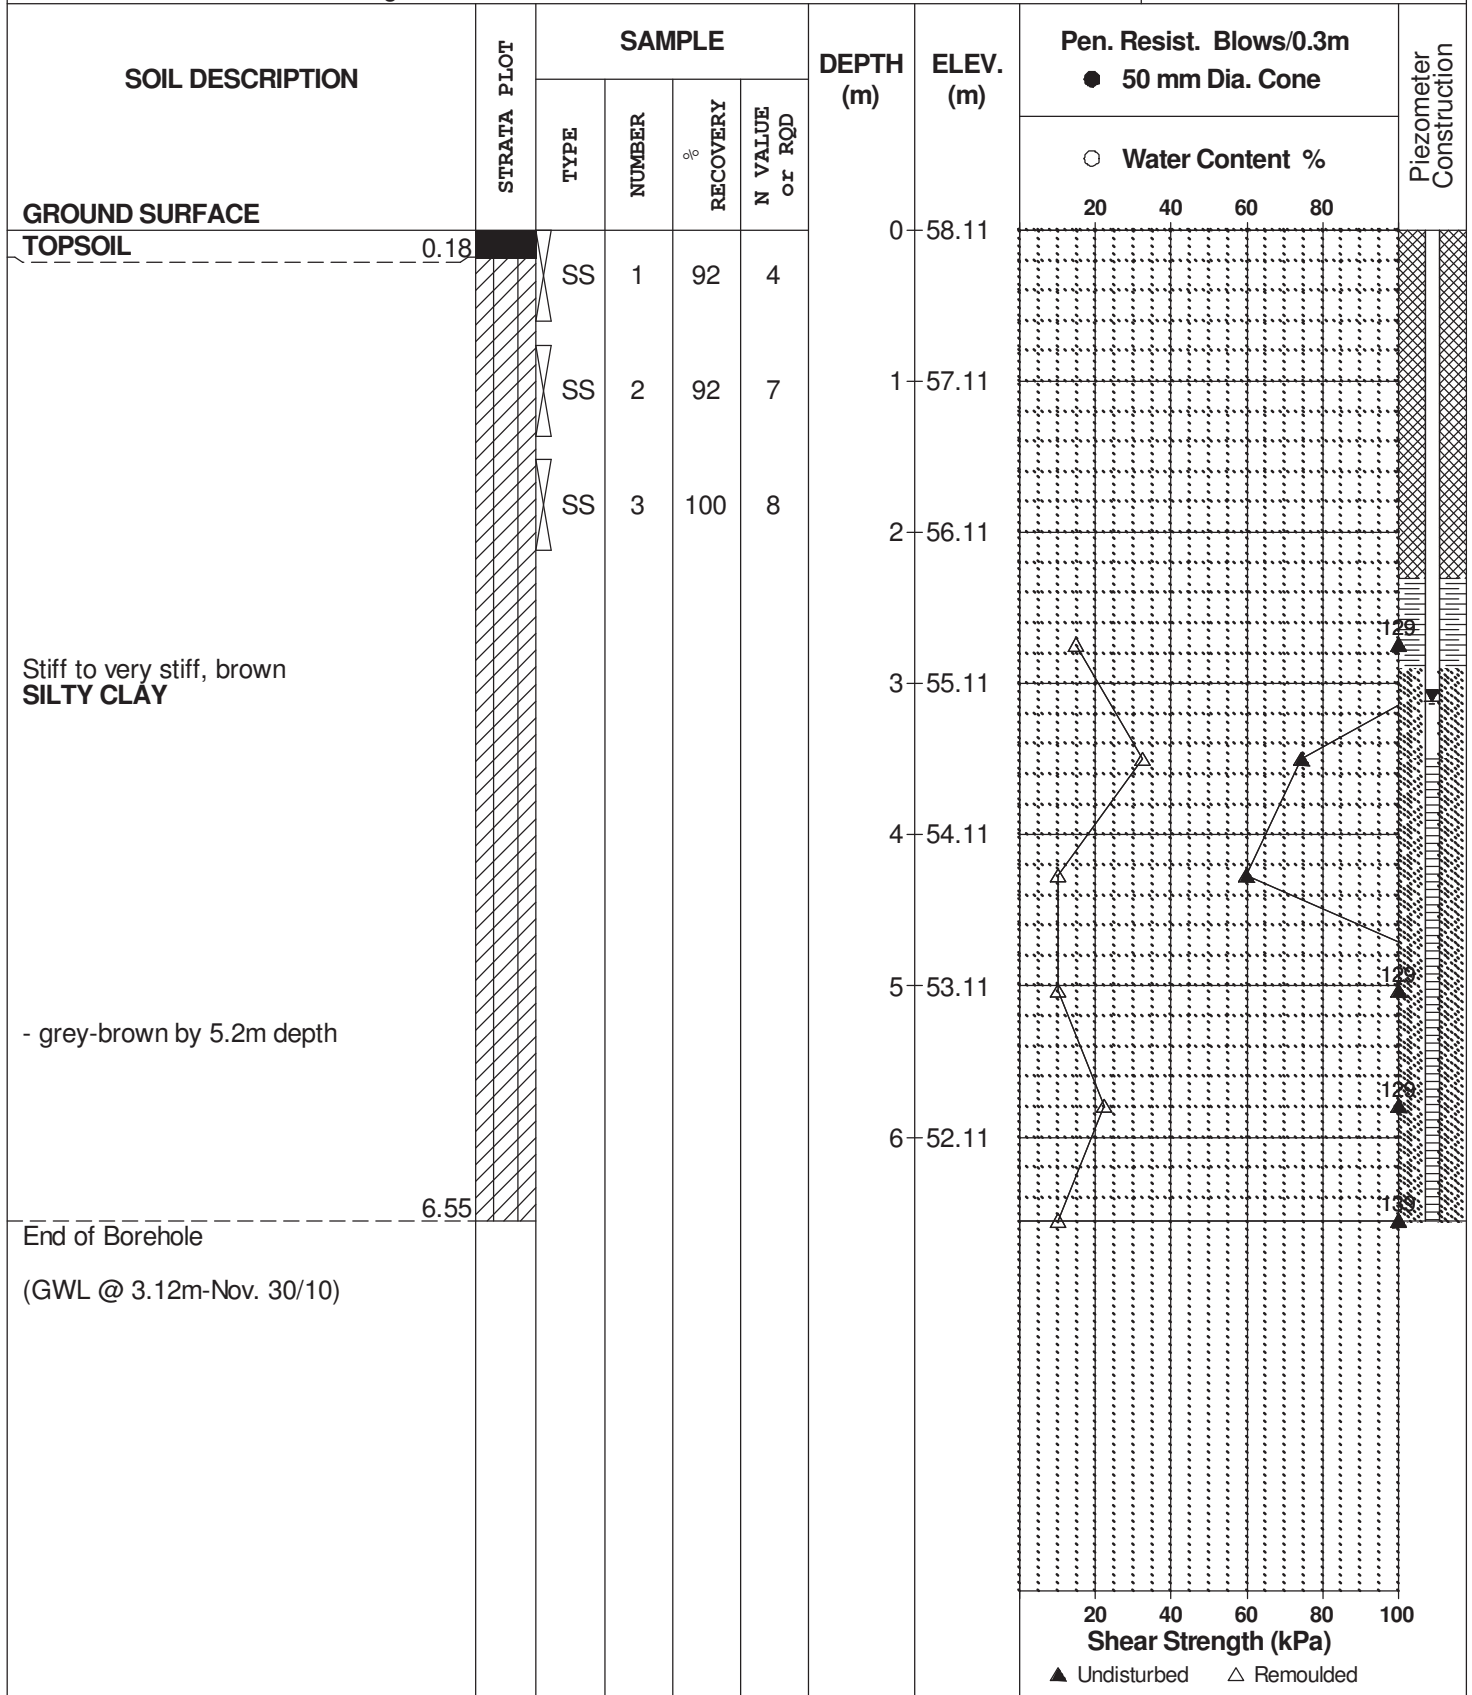 SOIL DESCRIPTION
STRATA PLOT
SAMPLE
TYPE
NUMBER
% RECOVERY
N VALUE or RQD
DEPTH (m)
ELEV. (m)
Pen. Resist. Blows/0.3m
● 50 mm Dia. Cone
○ Water Content %
20 40 60 80
Piezometer Construction
GROUND SURFACE
0 58.11
TOPSOIL 0.18
SS 1 92 4
1 57.11
SS 2 92 7
SS 3 100 8
2 56.11
129
Stiff to very stiff, brown
SILTY CLAY
3 55.11
4 54.11
129
5 53.11
- grey-brown by 5.2m depth
129
6 52.11
6.55
139
End of Borehole
(GWL @ 3.12m-Nov. 30/10)
20 40 60 80 100
Shear Strength (kPa)
▲ Undisturbed △ Remoulded